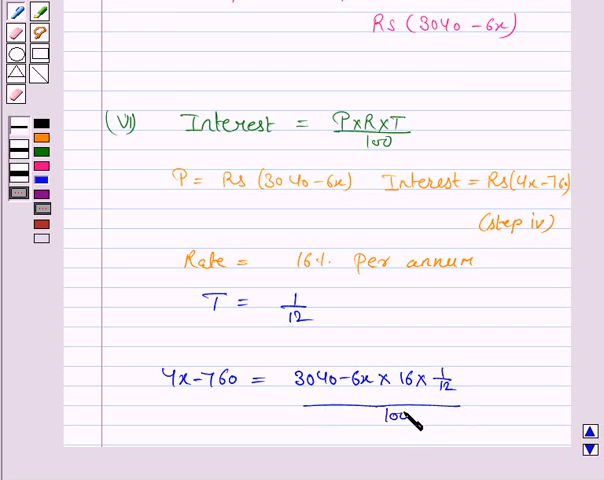 Rs (3040 - 6x)
(VI) Interest = P×R×T
100
P = Rs (3040 - 6x) Interest = Rs (4x - 760)
(step iv)
Rate = 16% Per annum
T = 1
12
4x - 760 = 3040 - 6x × 16 × 1/12
100